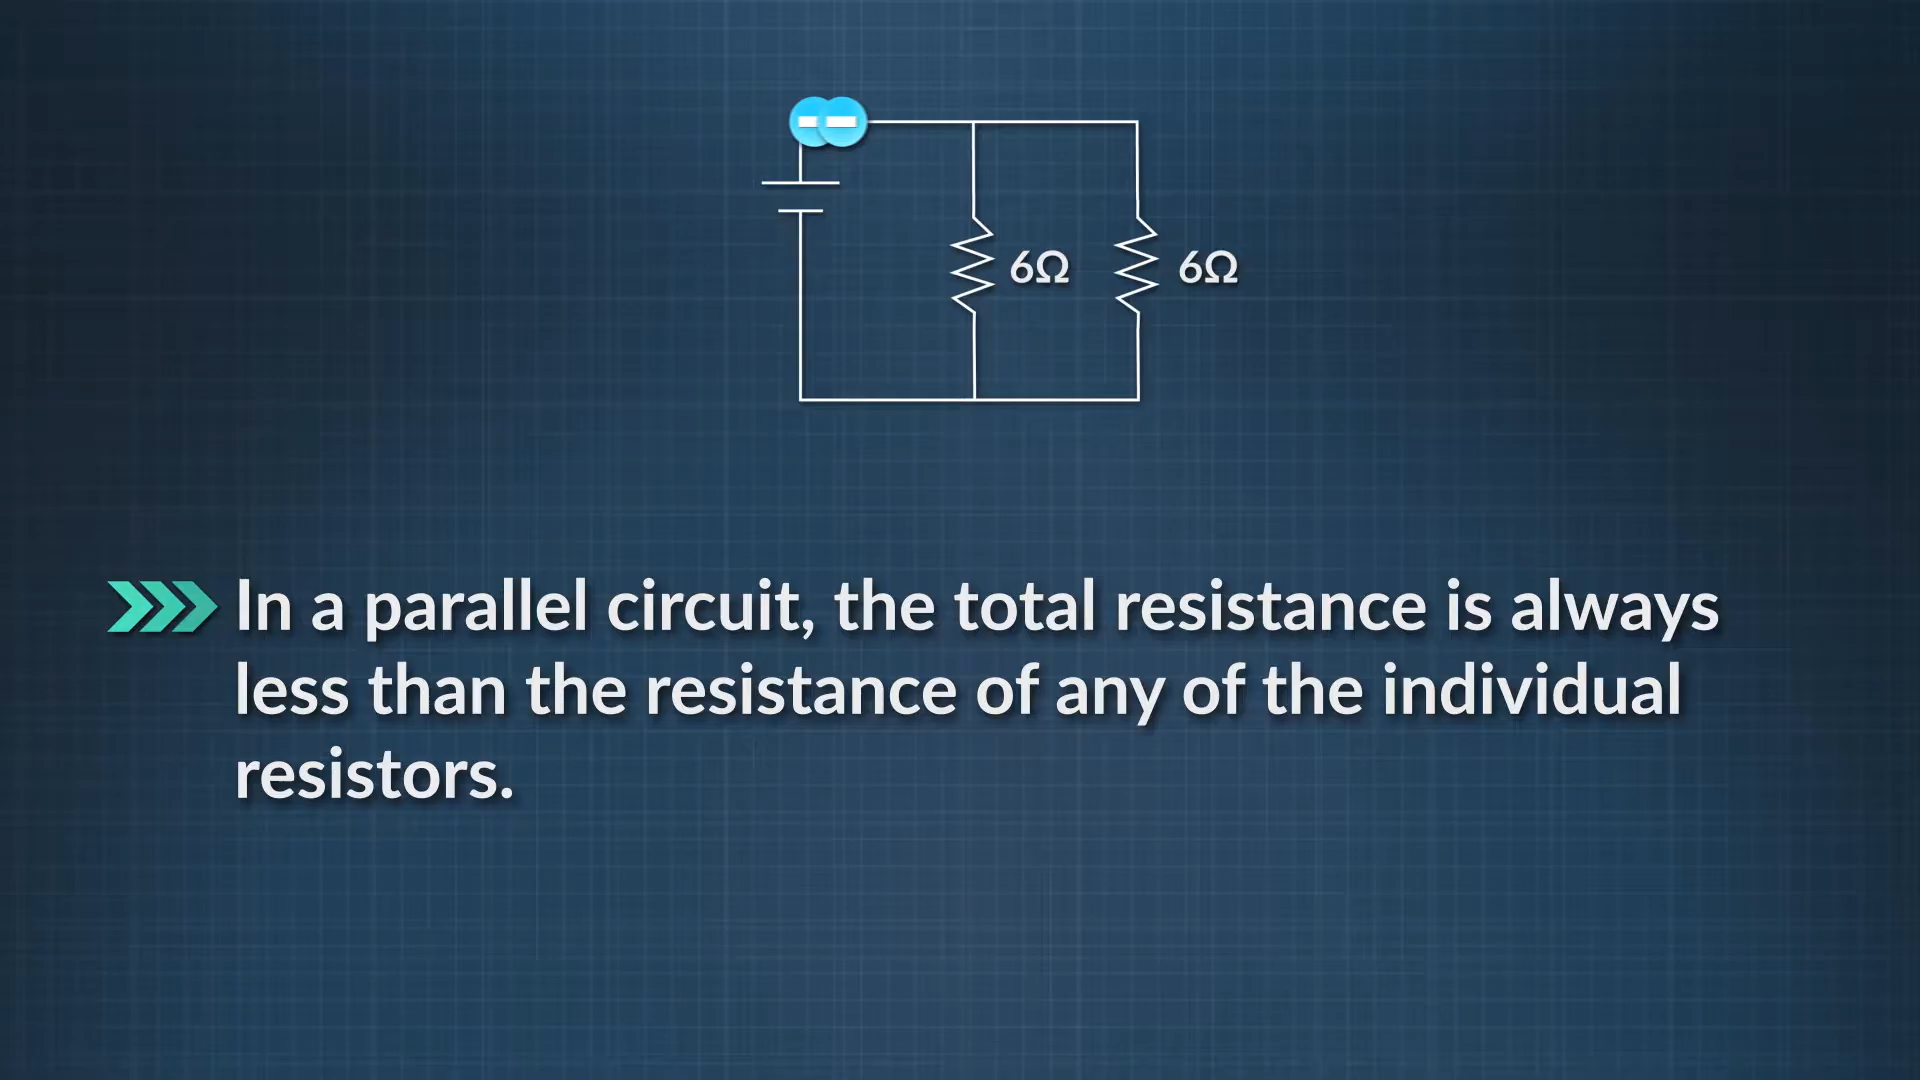 6Ω 6Ω
In a parallel circuit, the total resistance is always
less than the resistance of any of the individual
resistors.